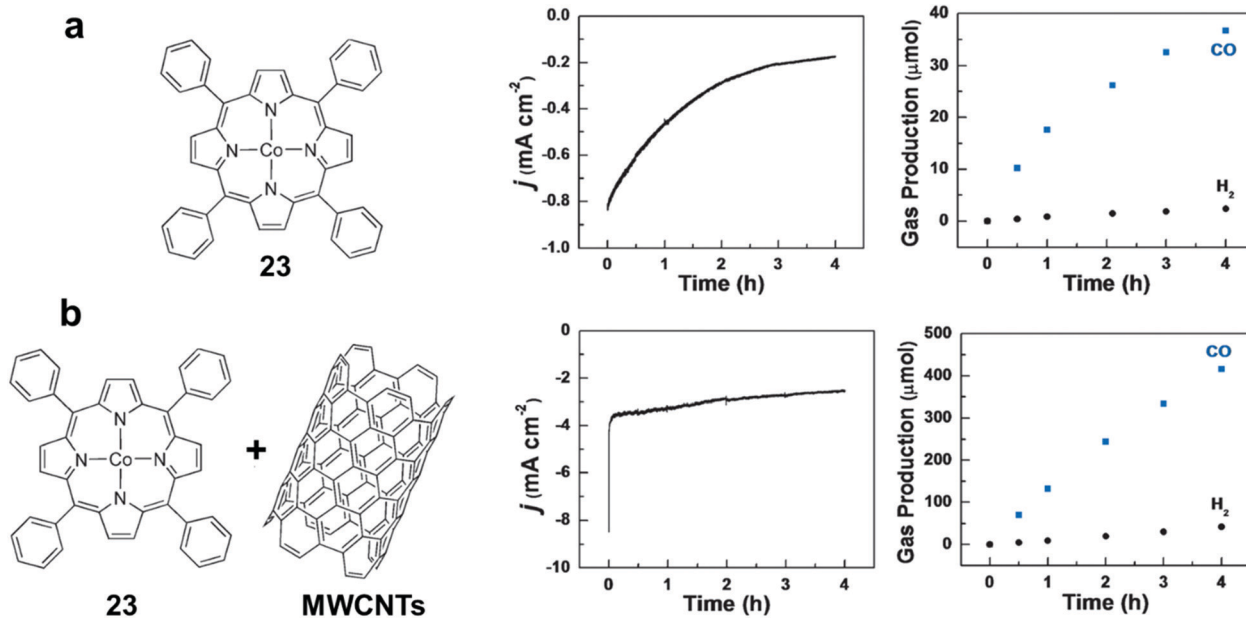 a
N
N
Co
N
N
23
j (mA cm-2)
-0.2
-0.4
-0.6
-0.8
-1.0
0 1 2 3 4
Time (h)
Gas Production (μmol)
40
30
20
10
0
CO
H2
0 1 2 3 4
Time (h)
b
N
N
Co
N
N
23
+
MWCNTs
j (mA cm-2)
0
-2
-4
-6
-8
-10
0 1 2 3 4
Time (h)
Gas Production (μmol)
500
400
300
200
100
0
CO
H2
0 1 2 3 4
Time (h)